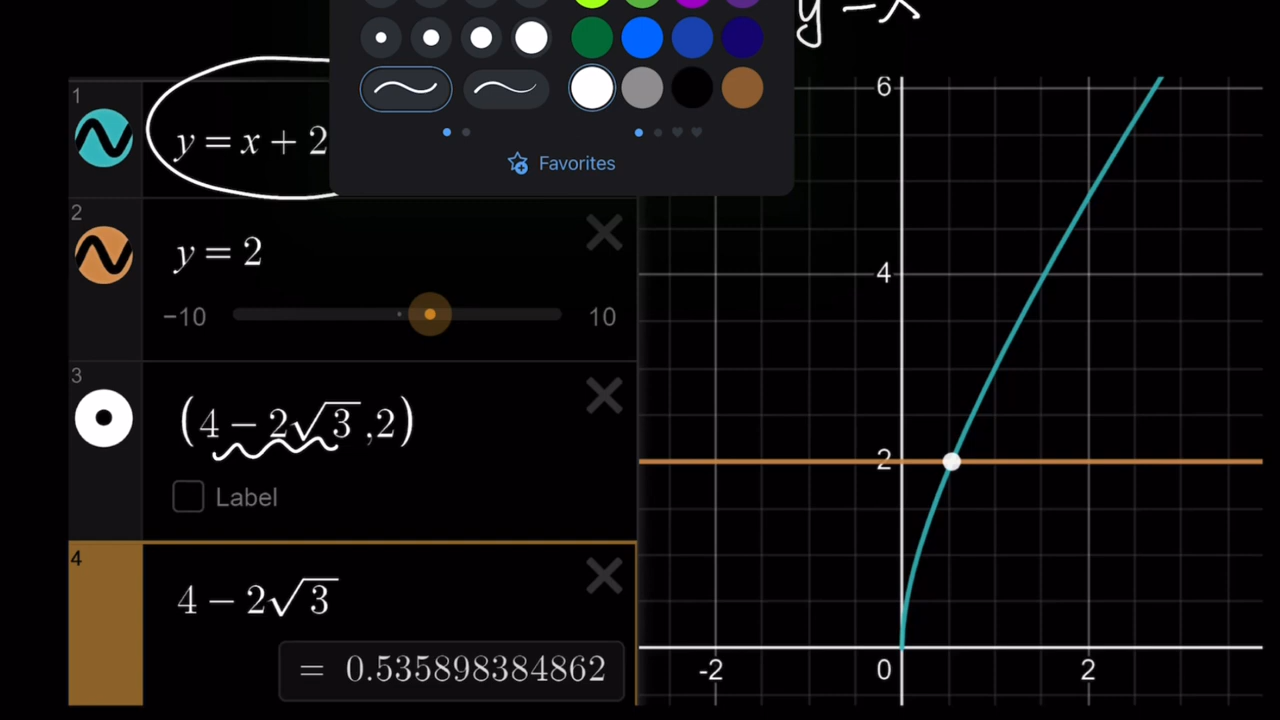 y = x
1
y = x + 2
Favorites
2
y = 2
−10
10
3
(4 − 2√3 ,2)
Label
4
4 − 2√3
= 0.535898384862
6
4
2
-2
0
2